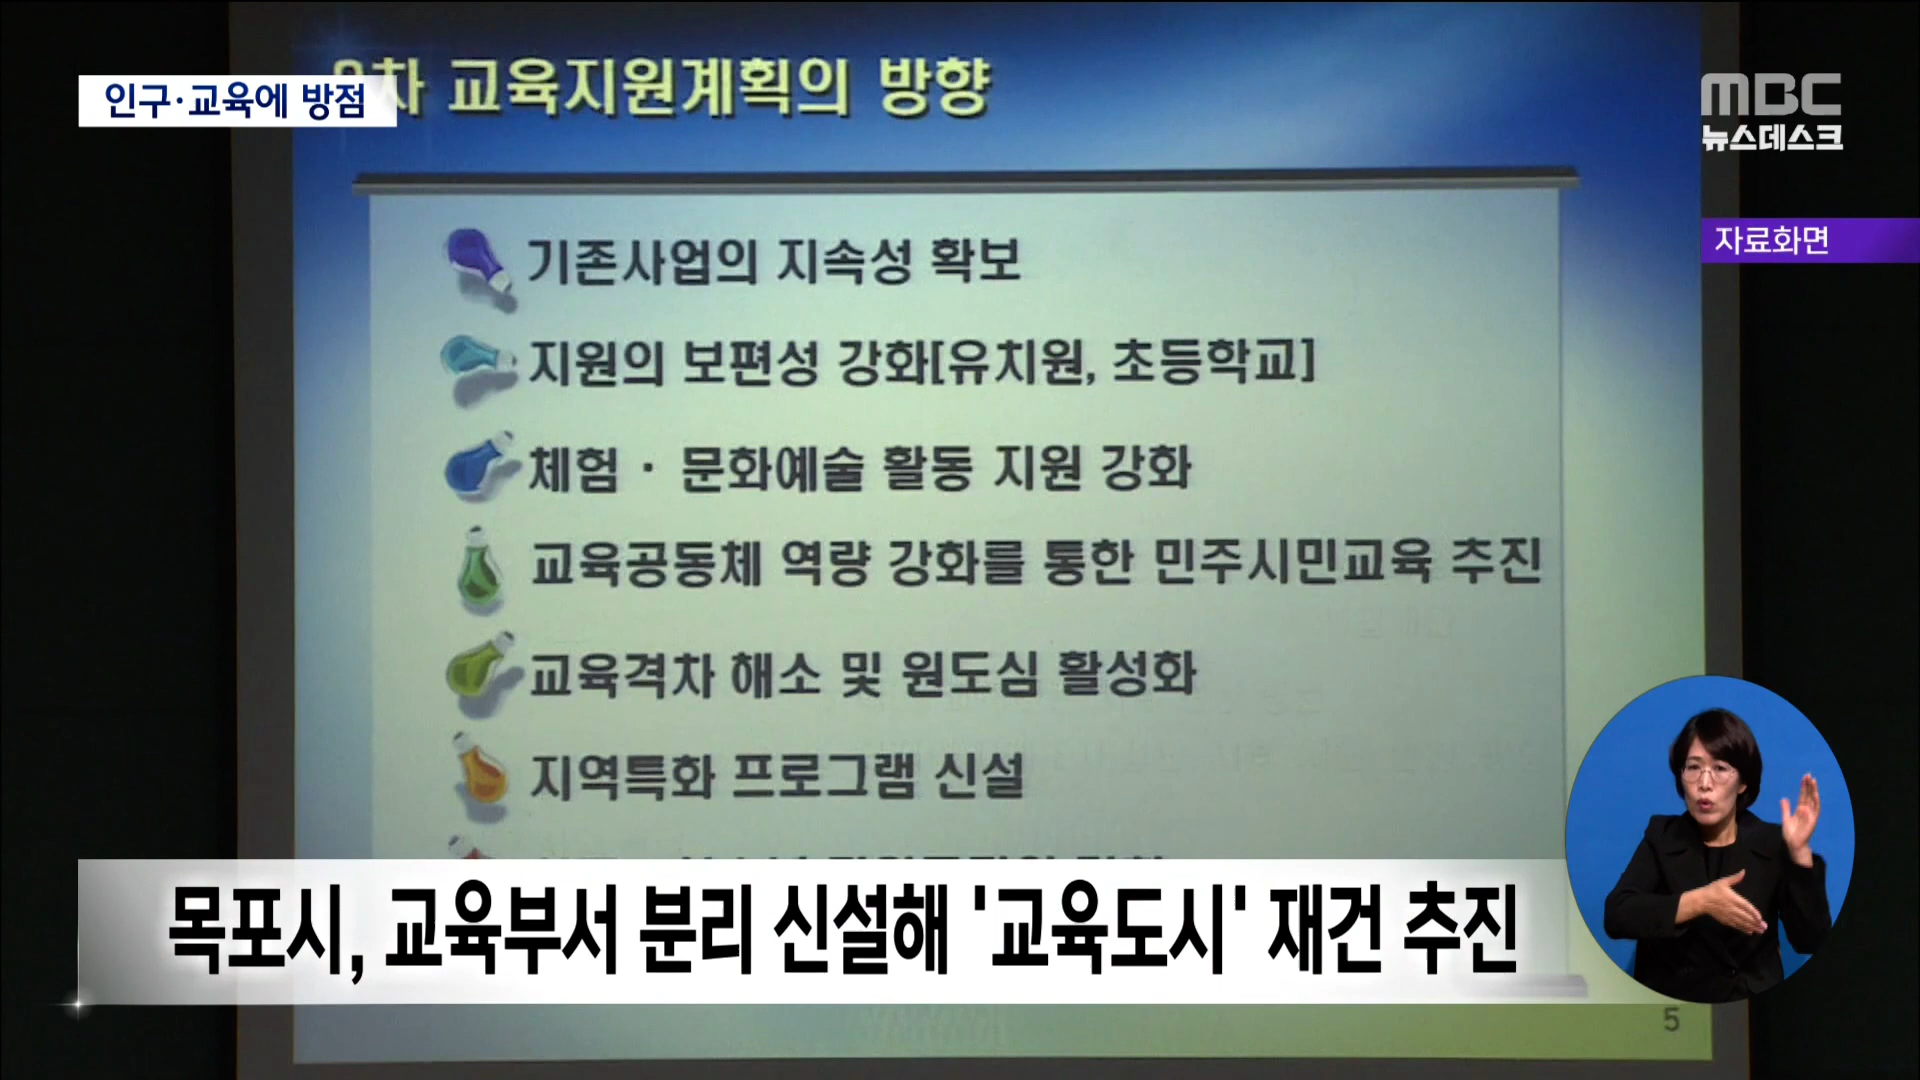 인구·교육에 방점
차 교육지원계획의 방향
MBC
뉴스데스크
자료화면
기존사업의 지속성 확보
지원의 보편성 강화[유치원, 초등학교]
체험 · 문화예술 활동 지원 강화
교육공동체 역량 강화를 통한 민주시민교육 추진
교육격차 해소 및 원도심 활성화
지역특화 프로그램 신설
목포시, 교육부서 분리 신설해 '교육도시' 재건 추진
5